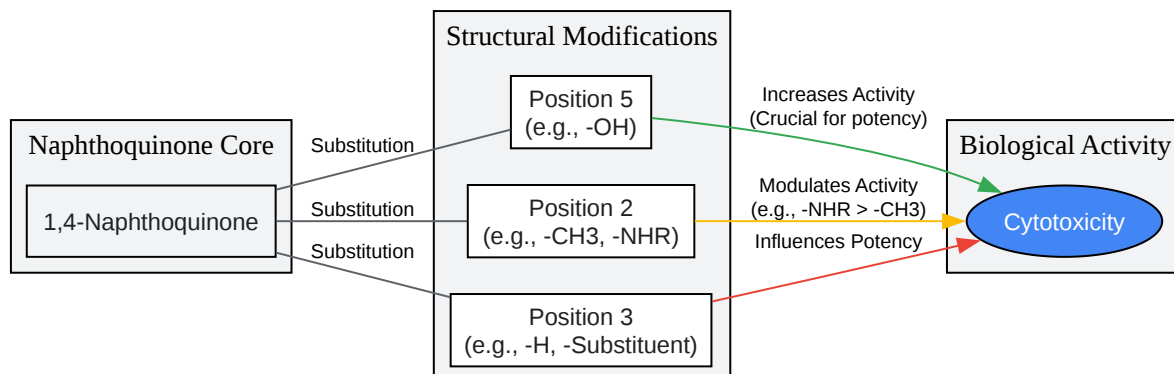 Structural Modifications
Position 5
(e.g., -OH)
Increases Activity
(Crucial for potency)
Naphthoquinone Core
Substitution
Biological Activity
1,4-Naphthoquinone
Substitution
Position 2
(e.g., -CH3, -NHR)
Modulates Activity
(e.g., -NHR > -CH3)
Cytotoxicity
Substitution
Influences Potency
Position 3
(e.g., -H, -Substituent)